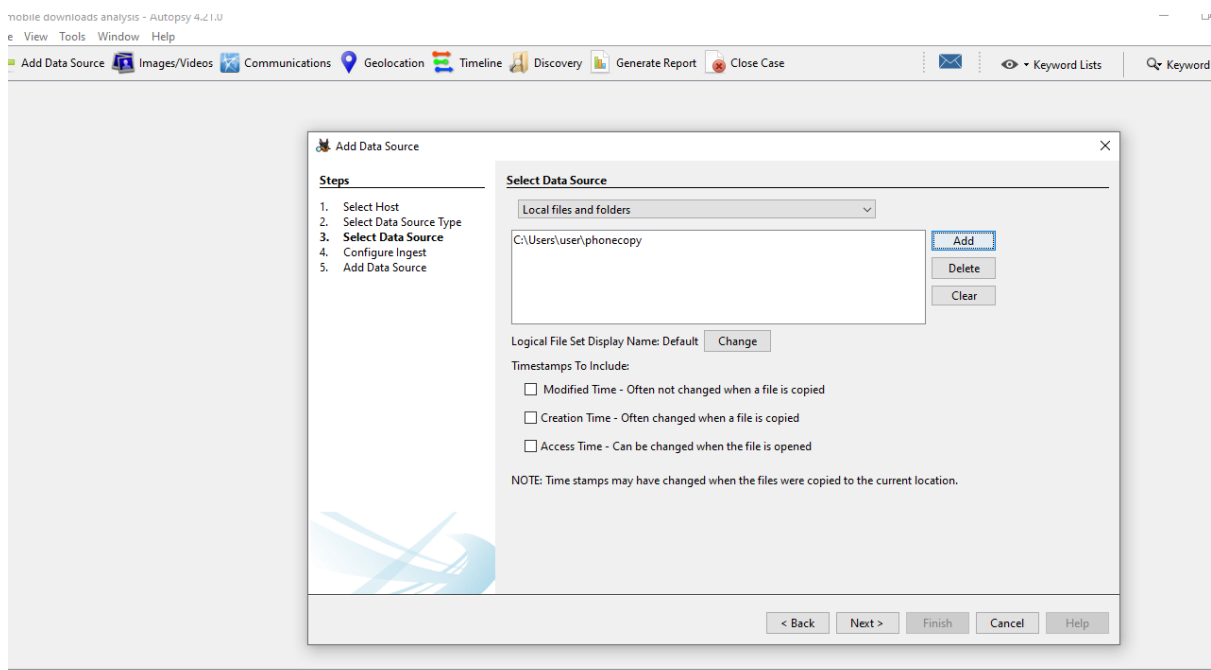 mobile downloads analysis - Autopsy 4.21.0
e View Tools Window Help
Add Data Source Images/Videos Communications Geolocation Timeline Discovery Generate Report Close Case Keyword Lists Keyword
Add Data Source
Steps
1. Select Host
2. Select Data Source Type
3. Select Data Source
4. Configure Ingest
5. Add Data Source
Select Data Source
Local files and folders
C:\Users\user\phonecopy
Add
Delete
Clear
Logical File Set Display Name: Default Change
Timestamps To Include:
Modified Time - Often not changed when a file is copied
Creation Time - Often changed when a file is copied
Access Time - Can be changed when the file is opened
NOTE: Time stamps may have changed when the files were copied to the current location.
< Back Next > Finish Cancel Help